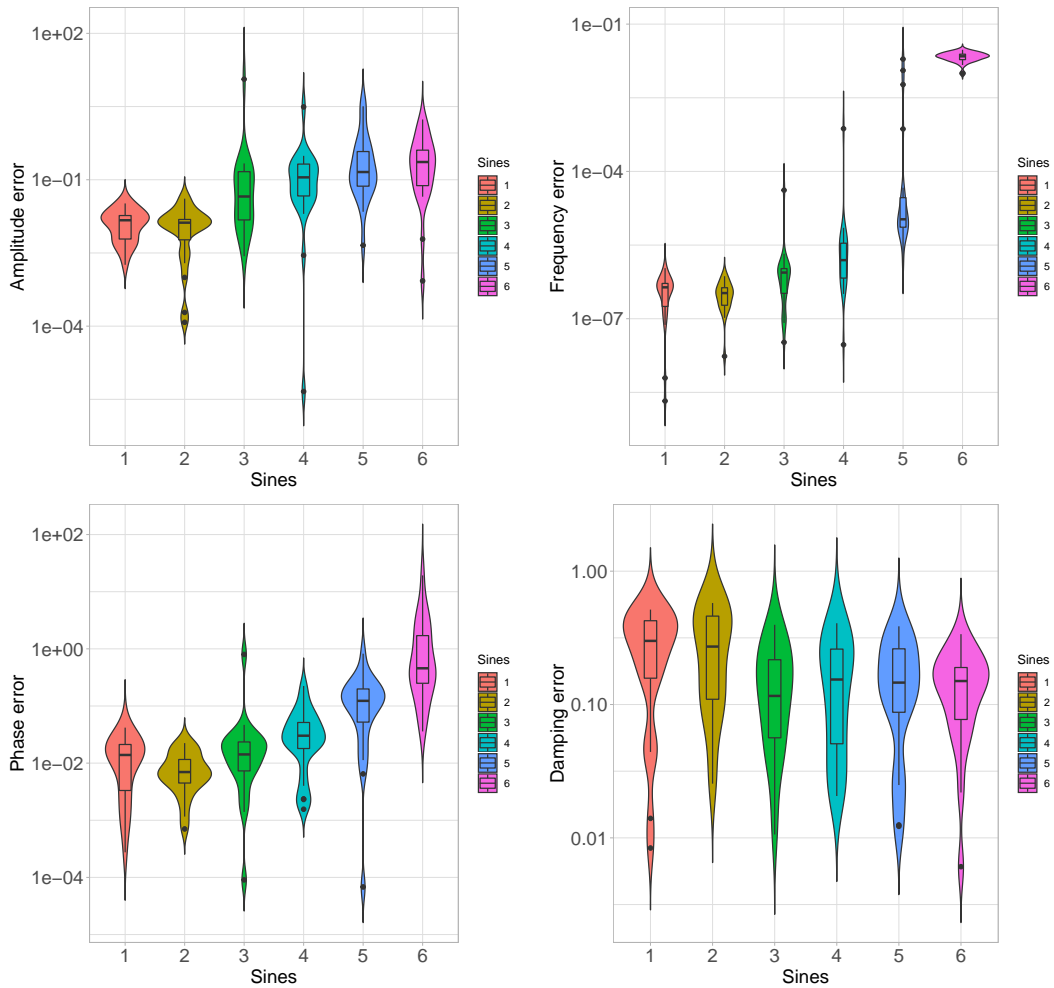 Amplitude error
1e+02
1e−01
1e−04
1 2 3 4 5 6
Sines
Sines
1
2
3
4
5
6
Frequency error
1e−01
1e−04
1e−07
1 2 3 4 5 6
Sines
Sines
1
2
3
4
5
6
Phase error
1e+02
1e+00
1e−02
1e−04
1 2 3 4 5 6
Sines
Sines
1
2
3
4
5
6
Damping error
1.00
0.10
0.01
1 2 3 4 5 6
Sines
Sines
1
2
3
4
5
6